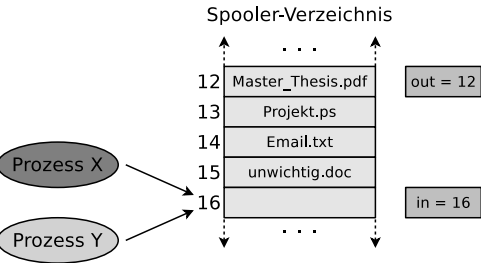 Spooler-Verzeichnis
. . .
12 Master_Thesis.pdf out = 12
13 Projekt.ps
14 Email.txt
15 unwichtig.doc
Prozess X
16 in = 16
Prozess Y
. . .